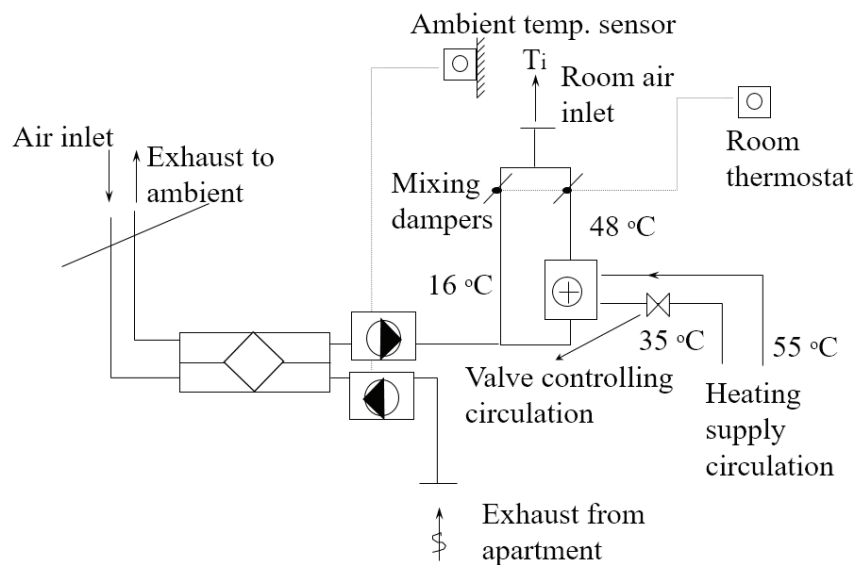 Ambient temp. sensor
Ti
Room air
inlet
Air inlet
Exhaust to
ambient
Mixing
dampers
Room
thermostat
48 °C
16 °C
35 °C
55 °C
Valve controlling
circulation
Heating
supply
circulation
Exhaust from
apartment